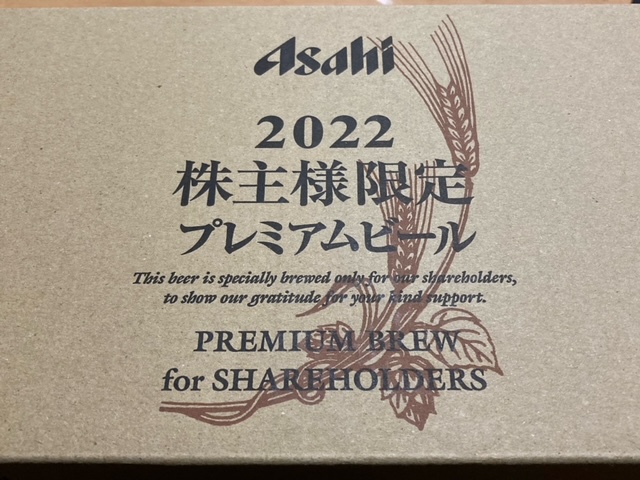 Asahi
2022
株主様限定
プレミアムビール
This beer is specially brewed only for our shareholders,
to show our gratitude for your kind support.
PREMIUM BREW
for SHAREHOLDERS